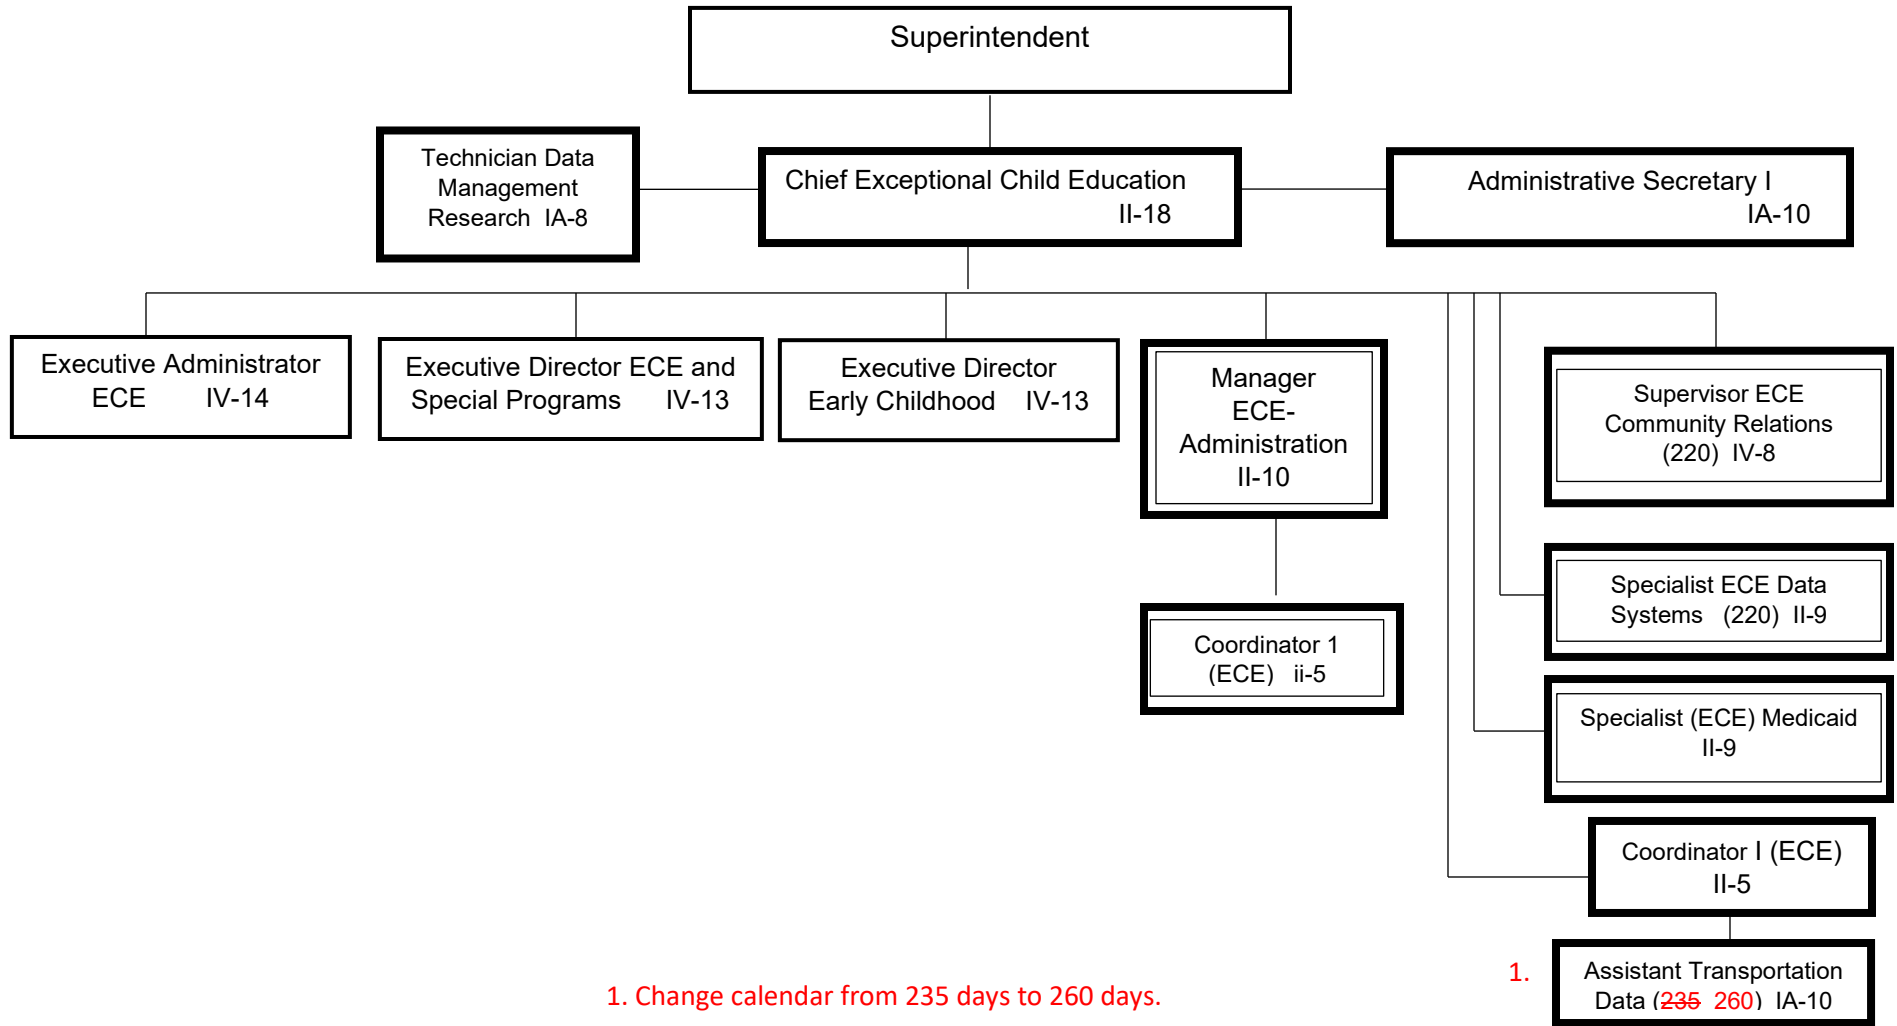 Superintendent
Technician Data
Management
Research IA-8
Chief Exceptional Child Education
II-18
Administrative Secretary I
IA-10
Executive Administrator
ECE IV-14
Executive Director ECE and
Special Programs IV-13
Executive Director
Early Childhood IV-13
Manager
ECE-
Administration
II-10
Supervisor ECE
Community Relations
(220) IV-8
Specialist ECE Data
Systems (220) II-9
Coordinator 1
(ECE) ii-5
Specialist (ECE) Medicaid
II-9
Coordinator I (ECE)
II-5
1.
Assistant Transportation
Data (235 260) IA-10
1. Change calendar from 235 days to 260 days.